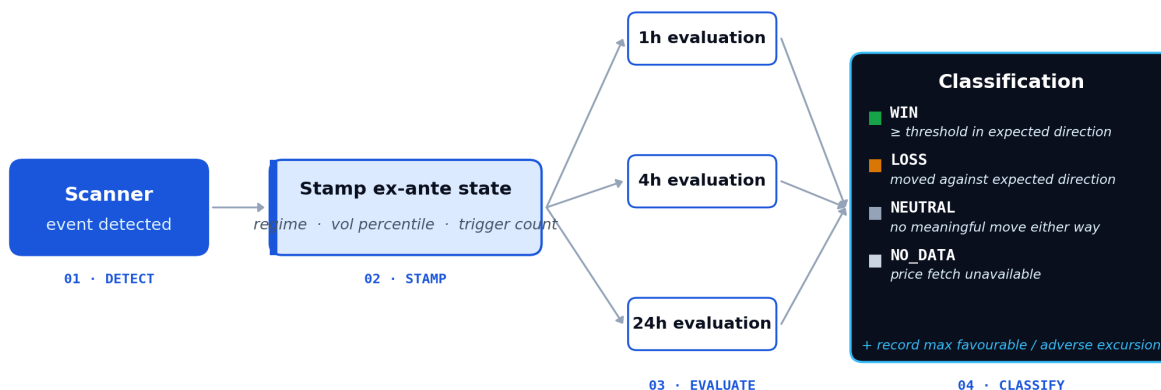 Scanner
event detected
01 · DETECT
Stamp ex-ante state
regime · vol percentile · trigger count
02 · STAMP
1h evaluation
4h evaluation
24h evaluation
03 · EVALUATE
Classification
WIN
≥ threshold in expected direction
LOSS
moved against expected direction
NEUTRAL
no meaningful move either way
NO_DATA
price fetch unavailable
+ record max favourable / adverse excursion
04 · CLASSIFY